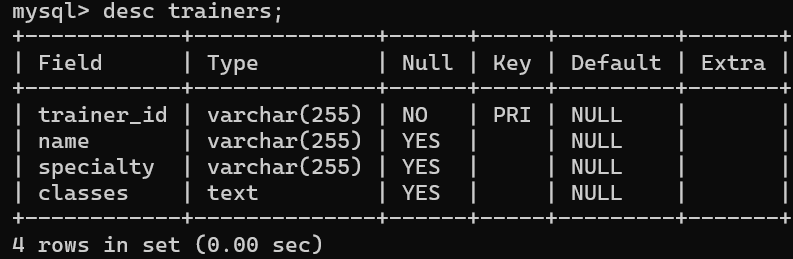 mysql> desc trainers;
+------------+--------------+------+-----+---------+-------+
| Field      | Type         | Null | Key | Default | Extra |
+------------+--------------+------+-----+---------+-------+
| trainer_id | varchar(255) | NO   | PRI | NULL    |       |
| name       | varchar(255) | YES  |     | NULL    |       |
| specialty  | varchar(255) | YES  |     | NULL    |       |
| classes    | text         | YES  |     | NULL    |       |
+------------+--------------+------+-----+---------+-------+
4 rows in set (0.00 sec)